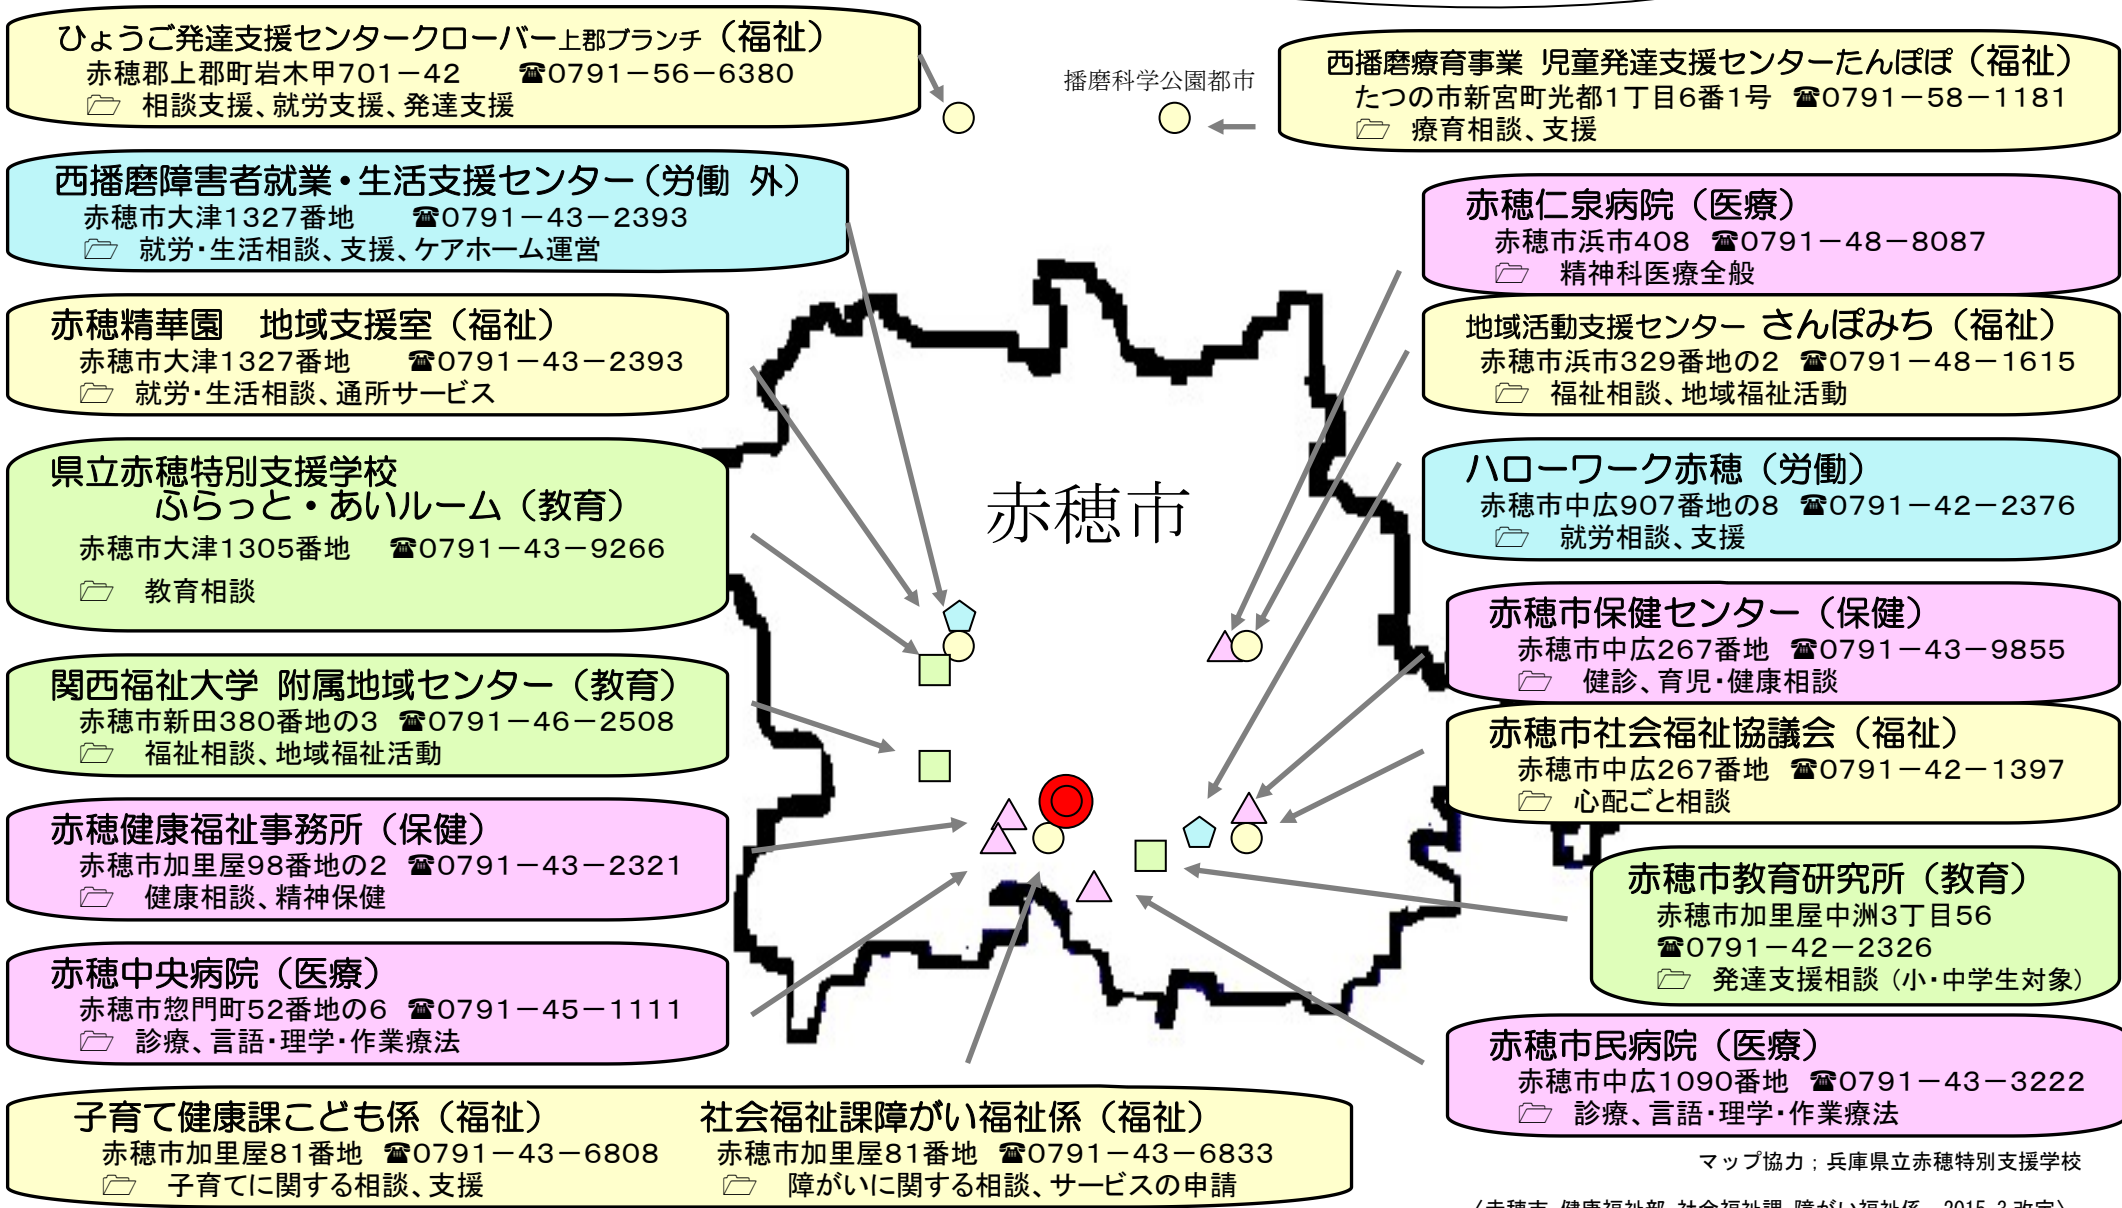 ひょうご発達支援センタークローバー上郡ブランチ（福祉）
赤穂郡上郡町岩木甲701－42　☎0791－56－6380
🗁 相談支援、就労支援、発達支援
西播磨障害者就業・生活支援センター（労働 外）
赤穂市大津1327番地　☎0791－43－2393
🗁 就労・生活相談、支援、ケアホーム運営
赤穂精華園　地域支援室（福祉）
赤穂市大津1327番地　☎0791－43－2393
🗁 就労・生活相談、通所サービス
県立赤穂特別支援学校
ふらっと・あいルーム（教育）
赤穂市大津1305番地　☎0791－43－9266
🗁 教育相談
関西福祉大学 附属地域センター（教育）
赤穂市新田380番地の3　☎0791－46－2508
🗁 福祉相談、地域福祉活動
赤穂健康福祉事務所（保健）
赤穂市加里屋98番地の2　☎0791－43－2321
🗁 健康相談、精神保健
赤穂中央病院（医療）
赤穂市惣門町52番地の6　☎0791－45－1111
🗁 診療、言語・理学・作業療法
子育て健康課こども係（福祉）
赤穂市加里屋81番地　☎0791－43－6808
🗁 子育てに関する相談、支援
社会福祉課障がい福祉係（福祉）
赤穂市加里屋81番地　☎0791－43－6833
🗁 障がいに関する相談、サービスの申請
播磨科学公園都市
赤穂市
西播磨療育事業 児童発達支援センターたんぽぽ（福祉）
たつの市新宮町光都1丁目6番1号　☎0791－58－1181
🗁 療育相談、支援
赤穂仁泉病院（医療）
赤穂市浜市408　☎0791－48－8087
🗁 精神科医療全般
地域活動支援センター さんぽみち（福祉）
赤穂市浜市329番地の2　☎0791－48－1615
🗁 福祉相談、地域福祉活動
ハローワーク赤穂（労働）
赤穂市中広907番地の8　☎0791－42－2376
🗁 就労相談、支援
赤穂市保健センター（保健）
赤穂市中広267番地　☎0791－43－9855
🗁 健診、育児・健康相談
赤穂市社会福祉協議会（福祉）
赤穂市中広267番地　☎0791－42－1397
🗁 心配ごと相談
赤穂市教育研究所（教育）
赤穂市加里屋中洲3丁目56
☎0791－42－2326
🗁 発達支援相談（小・中学生対象）
赤穂市民病院（医療）
赤穂市中広1090番地　☎0791－43－3222
🗁 診療、言語・理学・作業療法
マップ協力；兵庫県立赤穂特別支援学校
（赤穂市 健康福祉部 社会福祉課 障がい福祉係　2015.3改定）